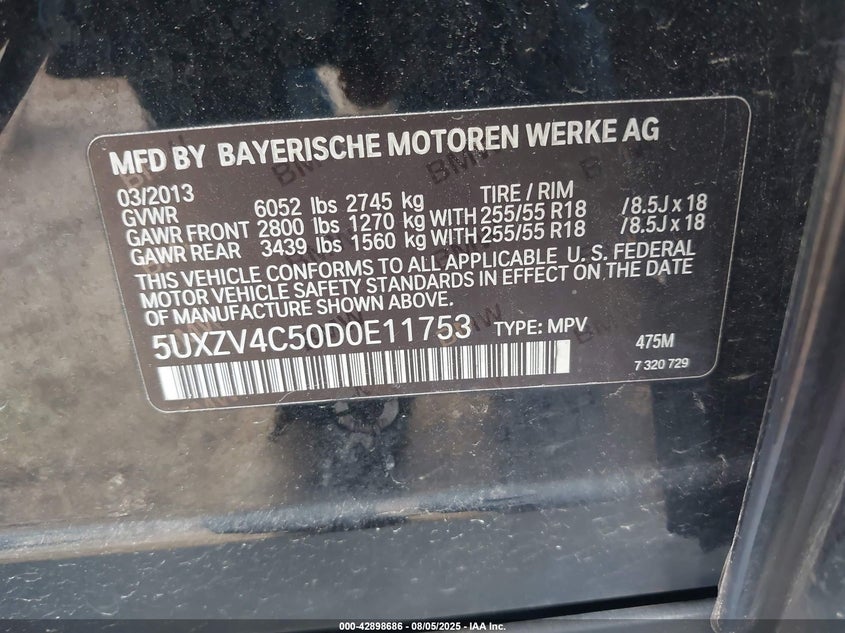 MFD BY BAYERISCHE MOTOREN WERKE AG
03/2013 TIRE / RIM
GVWR 6052 lbs 2745 kg
GAWR FRONT 2800 lbs 1270 kg WITH 255/55 R18 /8.5J x 18
GAWR REAR 3439 lbs 1560 kg WITH 255/55 R18 /8.5J x 18
THIS VEHICLE CONFORMS TO ALL APPLICABLE U. S. FEDERAL
MOTOR VEHICLE SAFETY STANDARDS IN EFFECT ON THE DATE
OF MANUFACTURE SHOWN ABOVE.
5UXZV4C50D0E11753 TYPE: MPV 475M
7 320 729
000-42898686 - 08/05/2025 - IAA Inc.